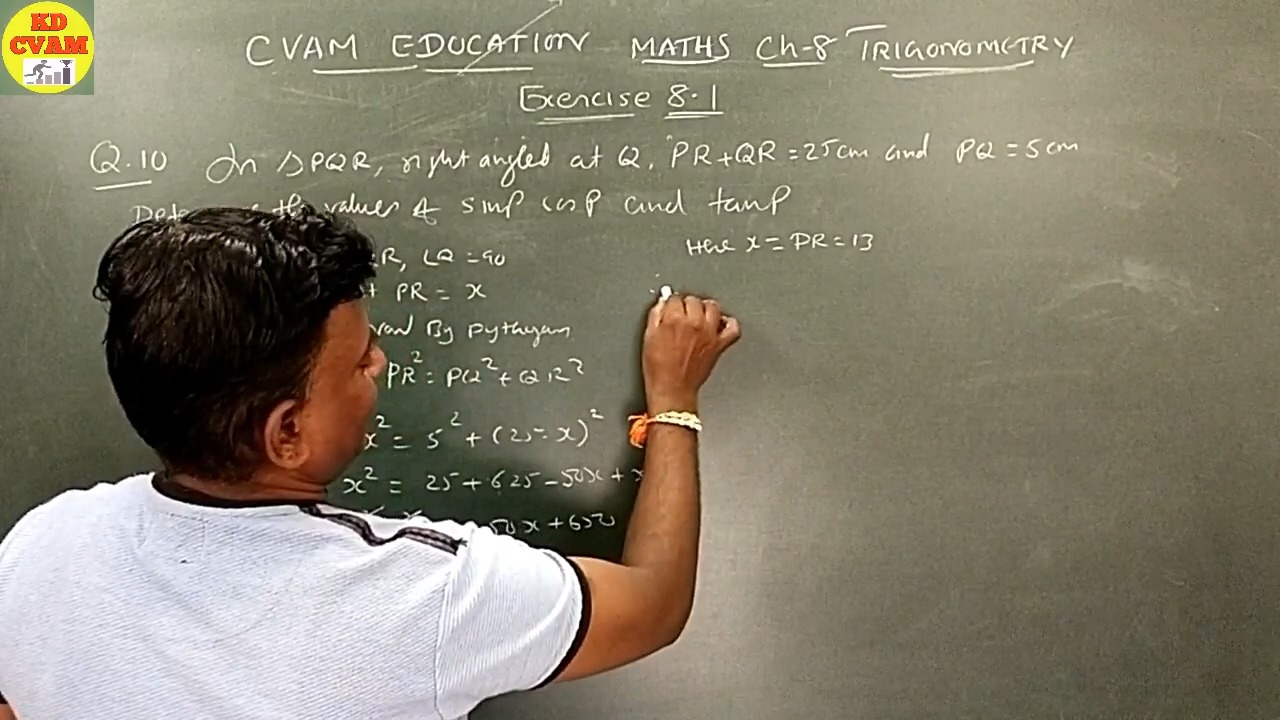 KD
CVAM
CVAM EDUCATION MATHS Ch-8 TRIGONOMETRY
Exercise 8.1
Q.10 In △PQR, right angled at Q, PR+QR=25cm and PQ=5cm
values of sinP cosP and tanP
R, ∠Q=90
PR = x
By
PR² = PQ²+QR²
x² = 5²+(25-x)²
x² = 25+625-50x+x
50x+650
Here x = PR=13
∴